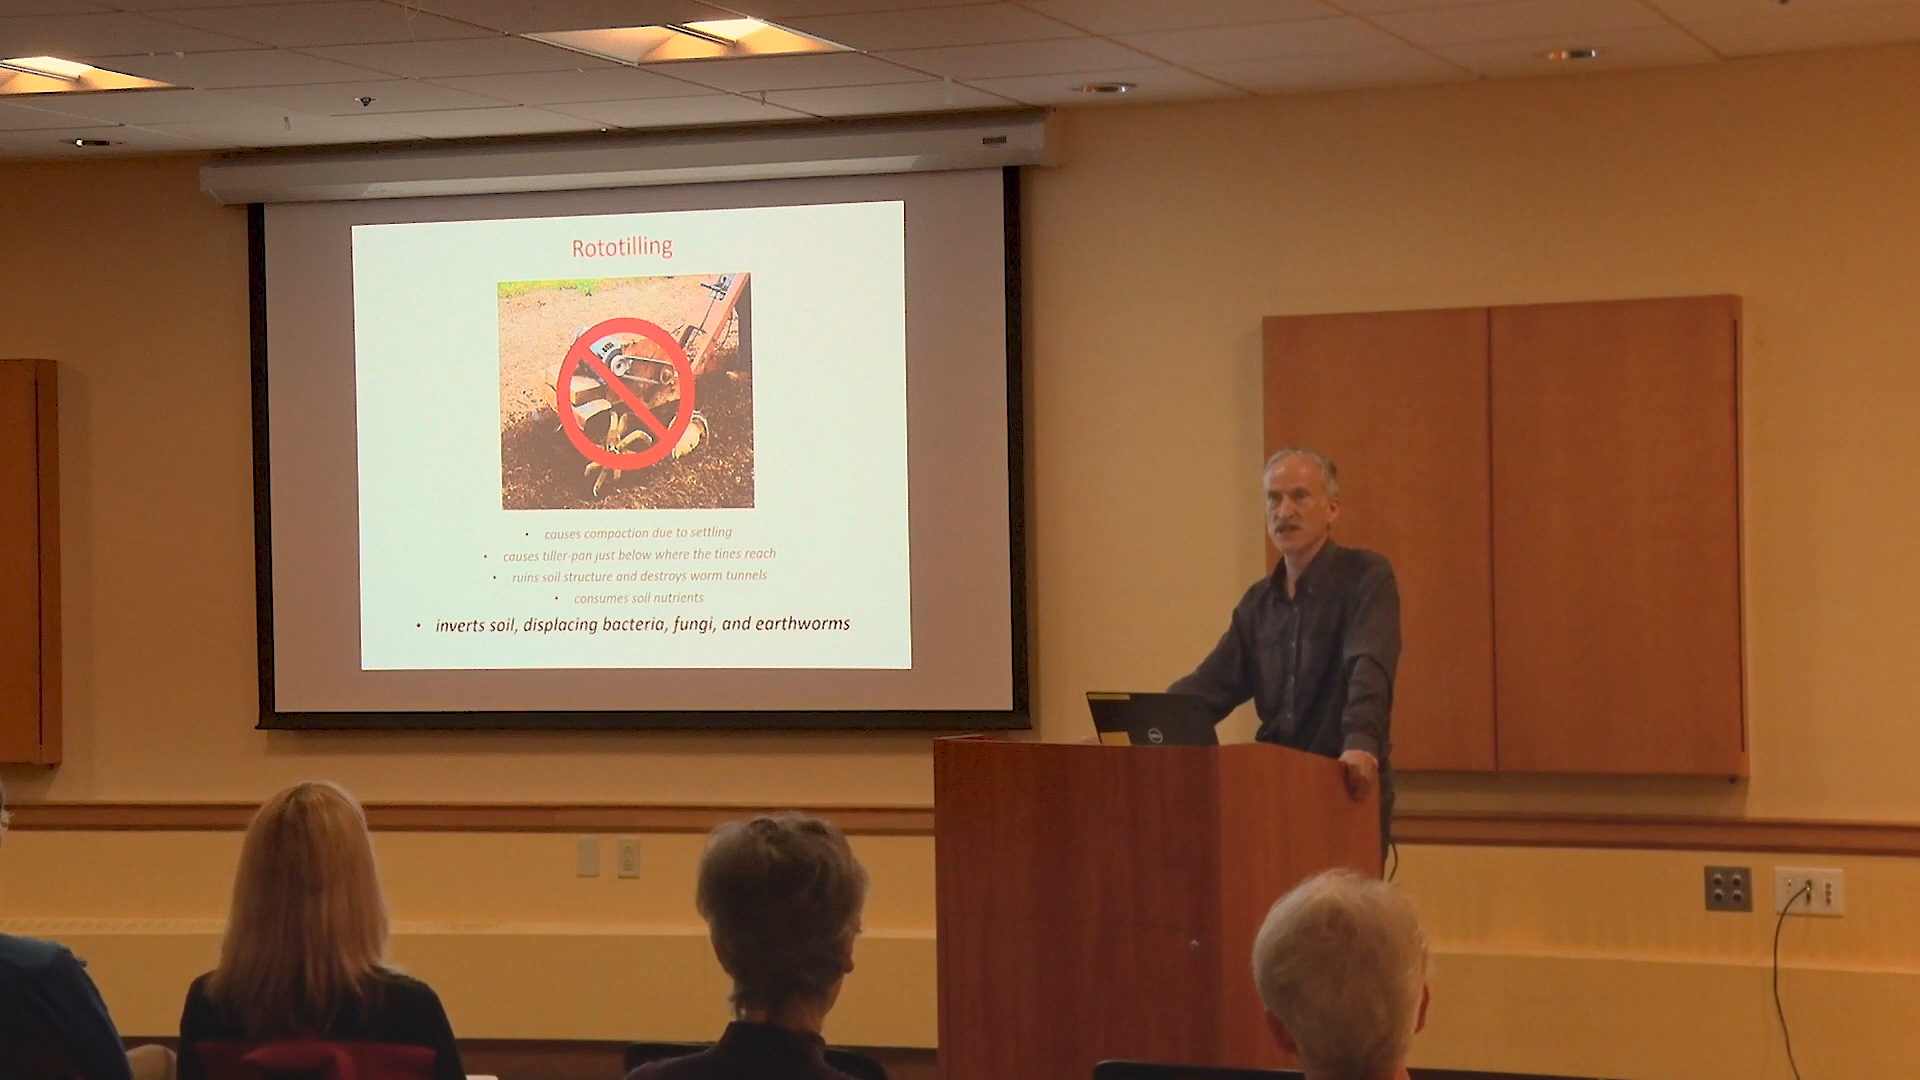 Rototilling
• causes compaction due to settling
• causes tiller-pan just below where the tines reach
• ruins soil structure and destroys worm tunnels
• consumes soil nutrients
• inverts soil, displacing bacteria, fungi, and earthworms
DELL